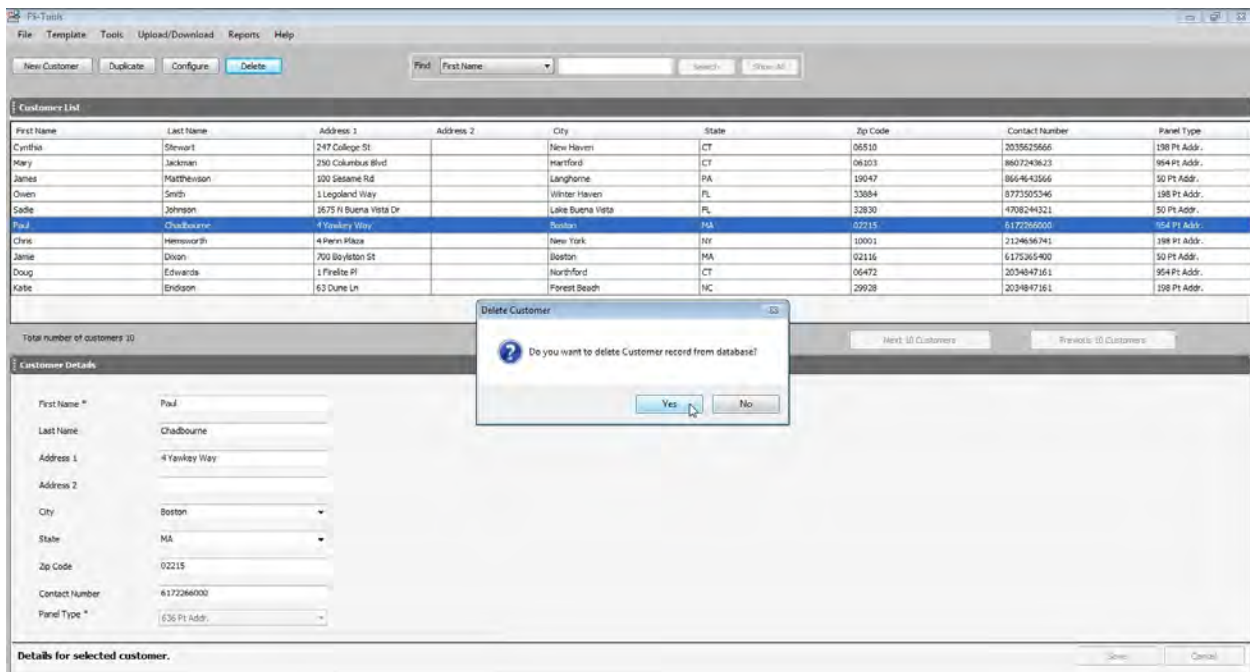 FS-Tools
File Template Tools Upload/Download Reports Help
New Customer Duplicate Configure Delete Find First Name Search Show All
Customer List
First Name Last Name Address 1 Address 2 City State Zip Code Contact Number Panel Type
Cynthia Stewart 247 College St New Haven CT 06510 2035625666 198 Pt Addr.
Mary Jackman 250 Columbus Blvd Hartford CT 06103 8607243623 954 Pt Addr.
James Matthewson 100 Sesame Rd Langhorne PA 19047 8664643566 50 Pt Addr.
Owen Smith 1 Legoland Way Winter Haven FL 33884 8773505346 198 Pt Addr.
Sadie Johnson 1675 N Buena Vista Dr Lake Buena Vista FL 32830 4708244321 50 Pt Addr.
Paul Chadbourne 4 Yawkey Way Boston MA 02215 6172266000 954 Pt Addr.
Chris Hemsworth 4 Penn Plaza New York NY 10001 2124656741 198 Pt Addr.
Jamie Dixon 700 Boylston St Boston MA 02116 6175365400 50 Pt Addr.
Doug Edwards 1 Firelite Pl Northford CT 06472 2034847161 954 Pt Addr.
Katie Erickson 63 Dune Ln Forest Beach NC 29928 2034847161 198 Pt Addr.
Delete Customer
Do you want to delete Customer record from database?
Yes No
Total number of customers 10
Next 10 Customers Previous 10 Customers
Customer Details
First Name * Paul
Last Name Chadbourne
Address 1 4 Yawkey Way
Address 2
City Boston
State MA
Zip Code 02215
Contact Number 6172266000
Panel Type * 636 Pt Addr.
Details for selected customer.
Save Cancel